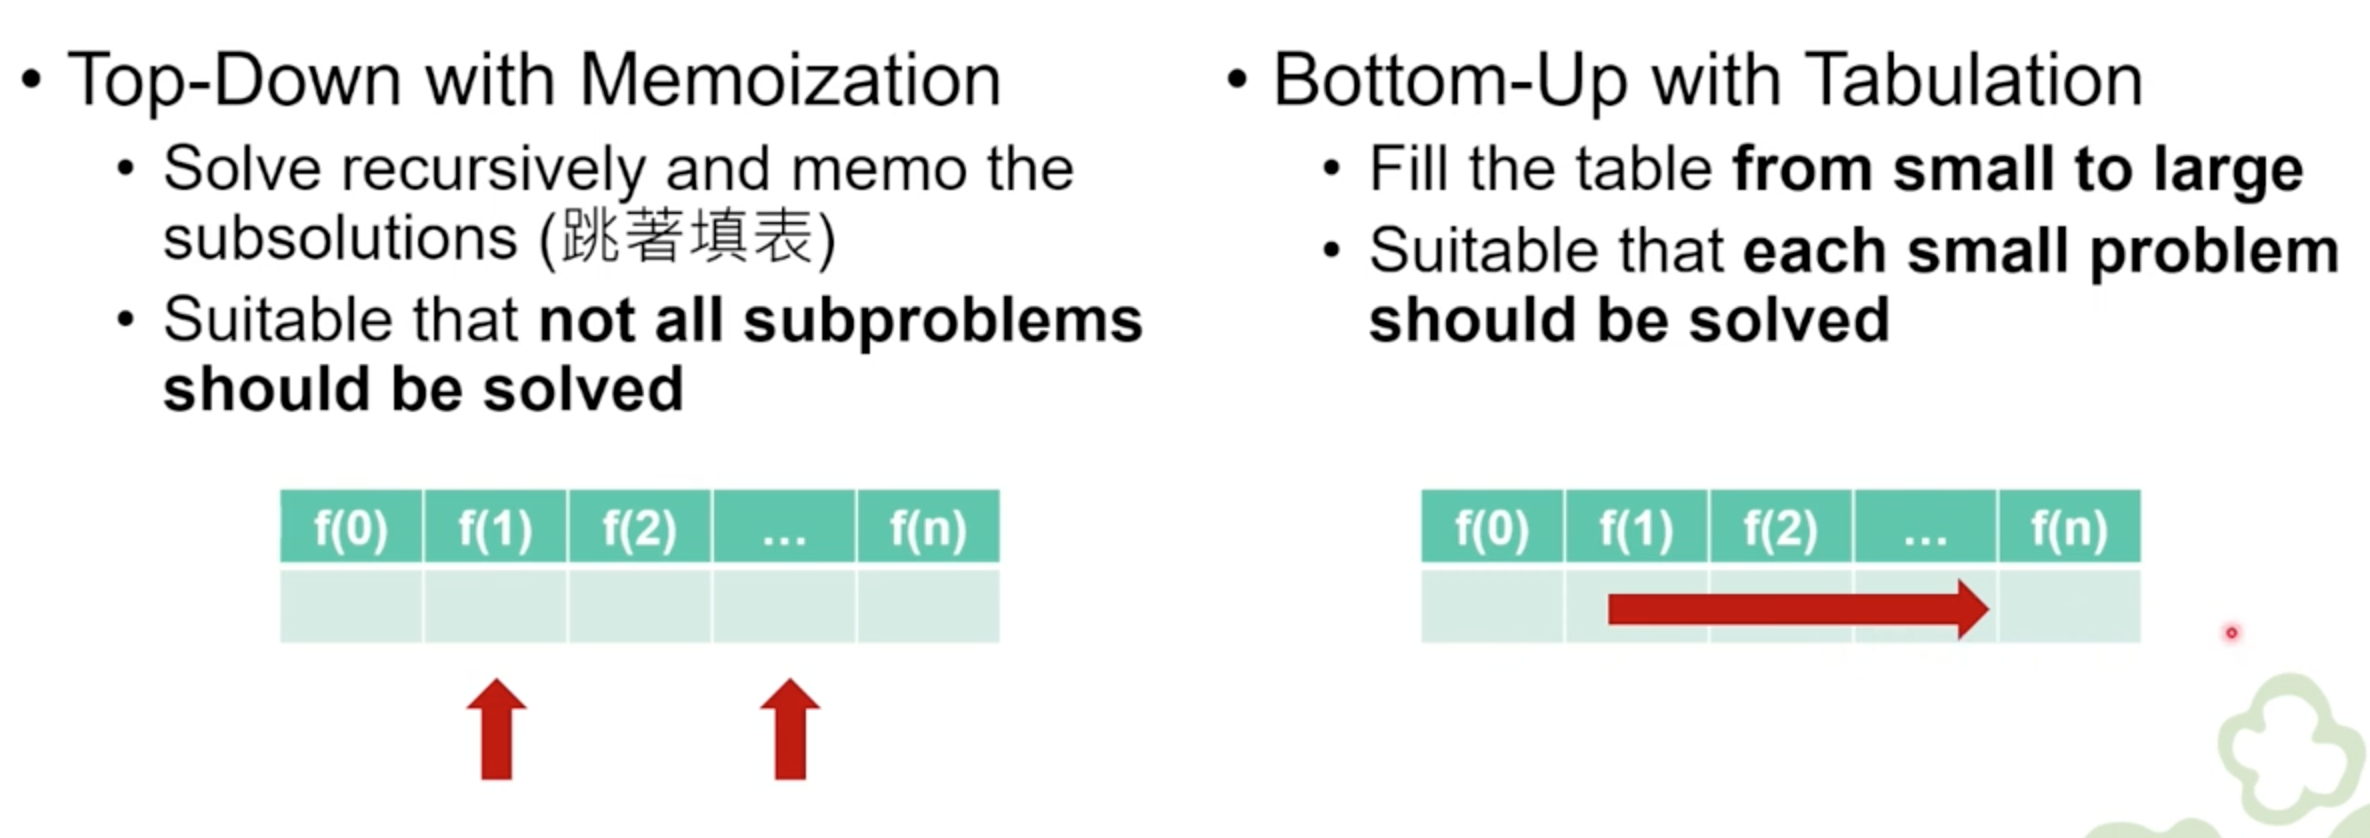 • Top-Down with Memoization
• Solve recursively and memo the
subsolutions (跳著填表)
• Suitable that not all subproblems
should be solved
f(0) f(1) f(2) ... f(n)
• Bottom-Up with Tabulation
• Fill the table from small to large
• Suitable that each small problem
should be solved
f(0) f(1) f(2) ... f(n)